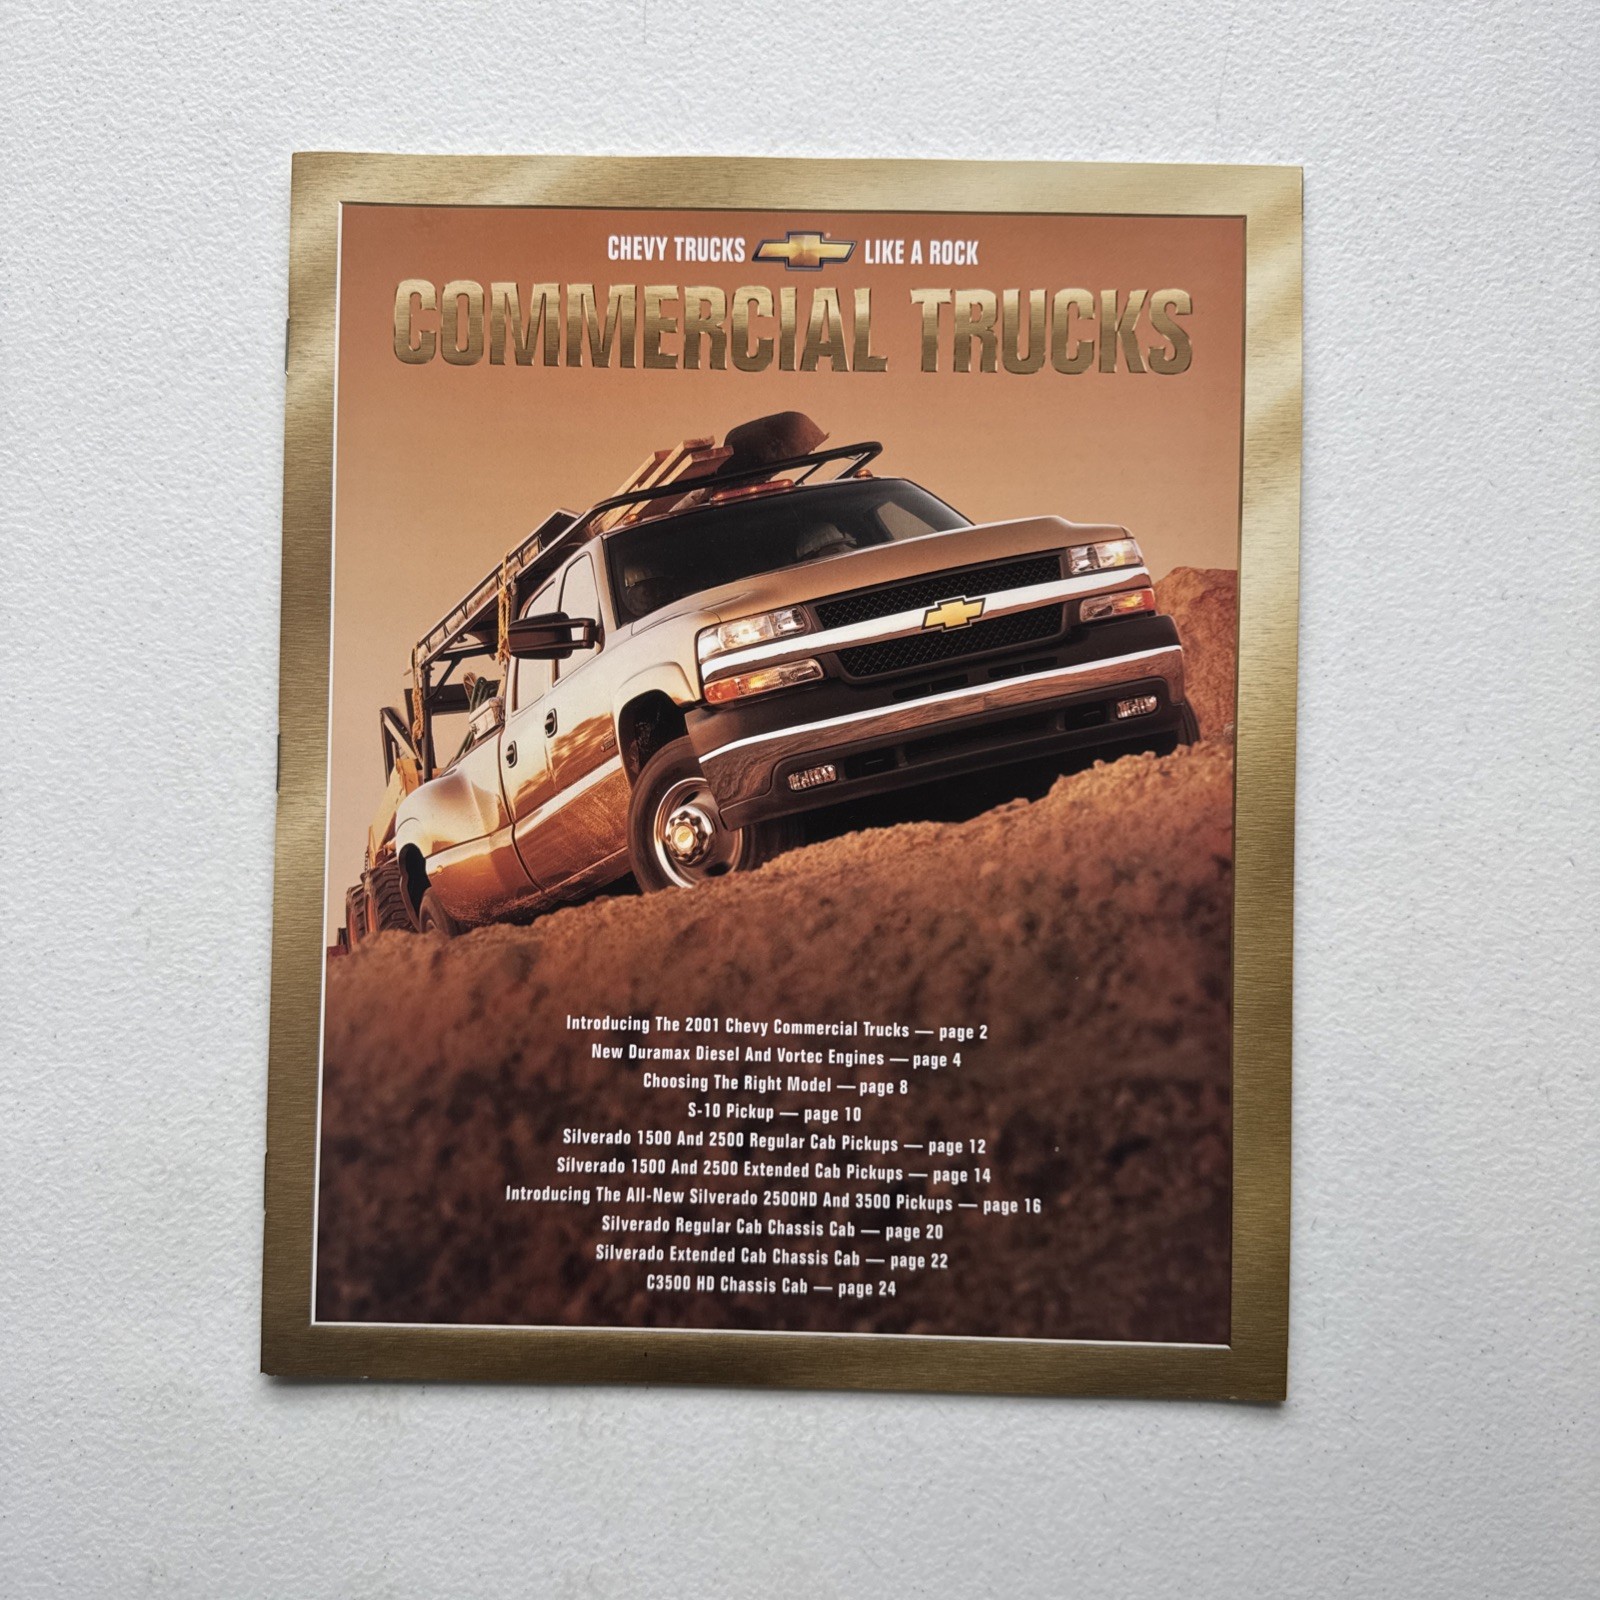 CHEVY TRUCKS LIKE A ROCK
COMMERCIAL TRUCKS
Introducing The 2001 Chevy Commercial Trucks — page 2
New Duramax Diesel And Vortec Engines — page 4
Choosing The Right Model — page 8
S-10 Pickup — page 10
Silverado 1500 And 2500 Regular Cab Pickups — page 12
Silverado 1500 And 2500 Extended Cab Pickups — page 14
Introducing The All-New Silverado 2500HD And 3500 Pickups — page 16
Silverado Regular Cab Chassis Cab — page 20
Silverado Extended Cab Chassis Cab — page 22
C3500 HD Chassis Cab — page 24